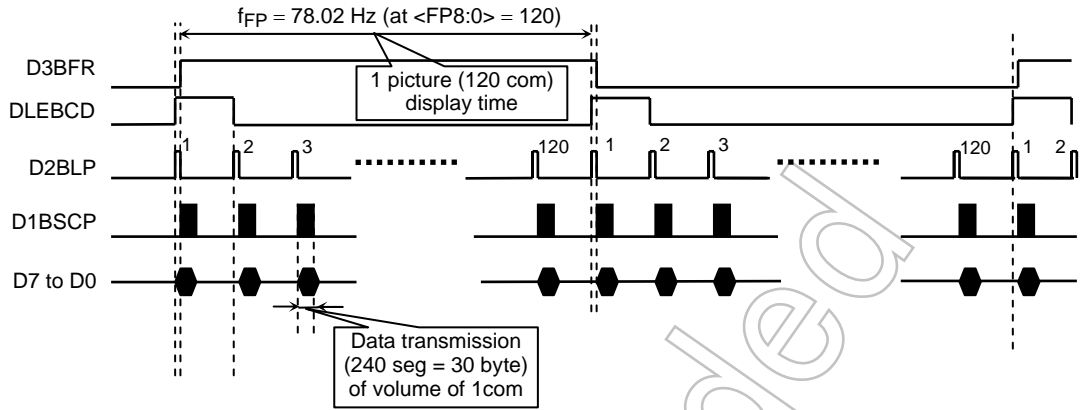 fFP = 78.02 Hz (at <FP8:0> = 120)
D3BFR
1 picture (120 com)
display time
DLEBCD
D2BLP
1 2 3 120 1 2 3 120 1 2
D1BSCP
D7 to D0
Data transmission
(240 seg = 30 byte)
of volume of 1com